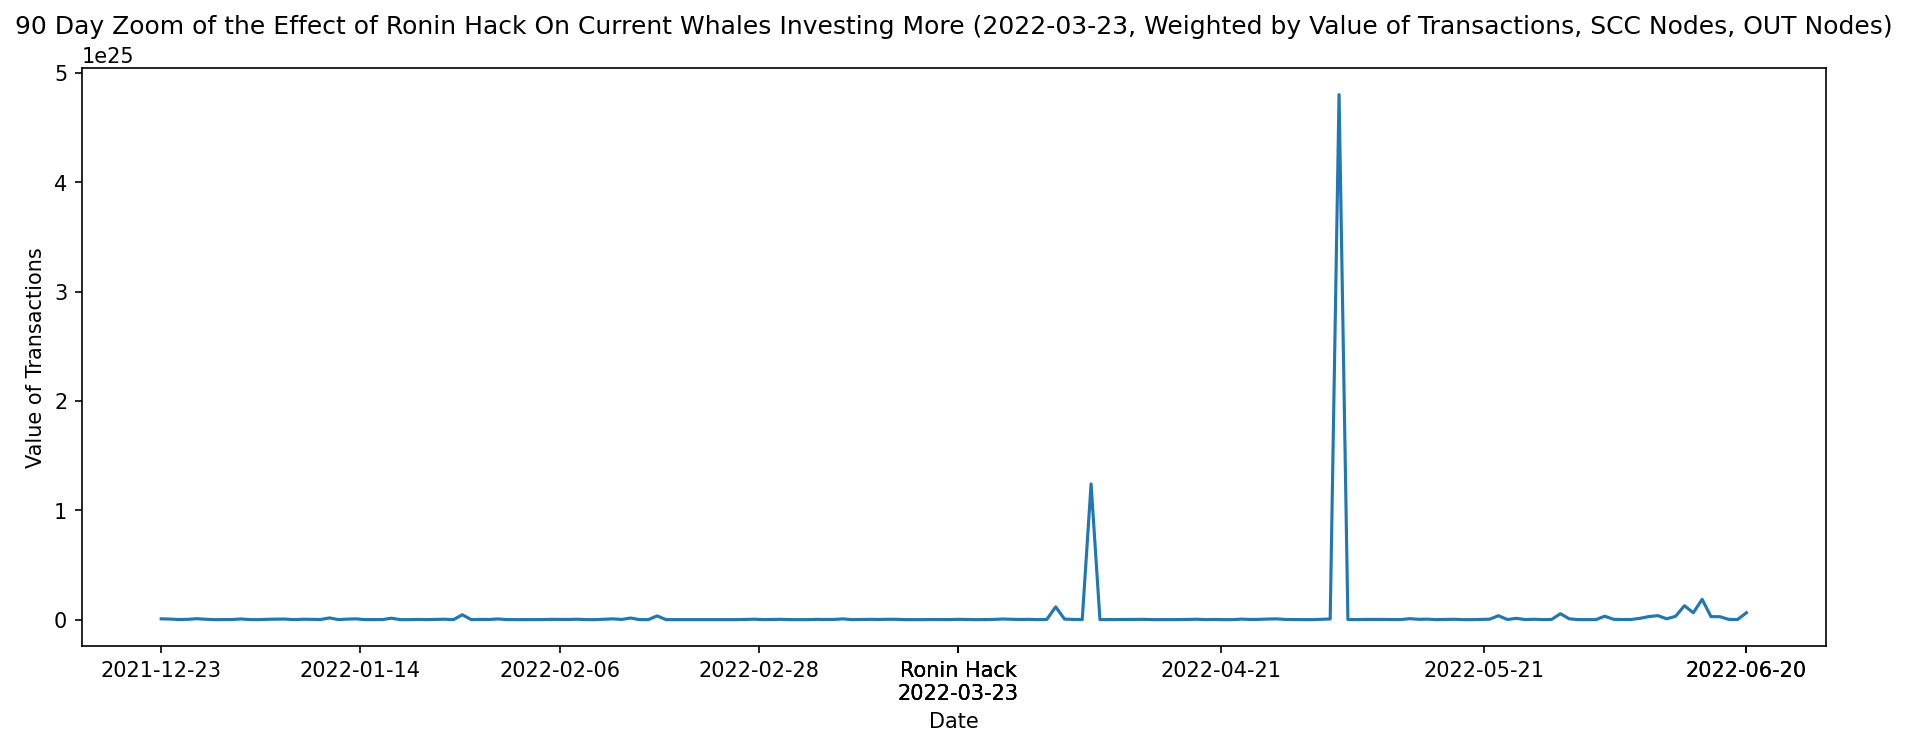 90 Day Zoom of the Effect of Ronin Hack On Current Whales Investing More (2022-03-23, Weighted by Value of Transactions, SCC Nodes, OUT Nodes)
1e25
5
4
3
2
1
0
Value of Transactions
2021-12-23
2022-01-14
2022-02-06
2022-02-28
Ronin Hack
2022-03-23
2022-04-21
2022-05-21
2022-06-20
Date